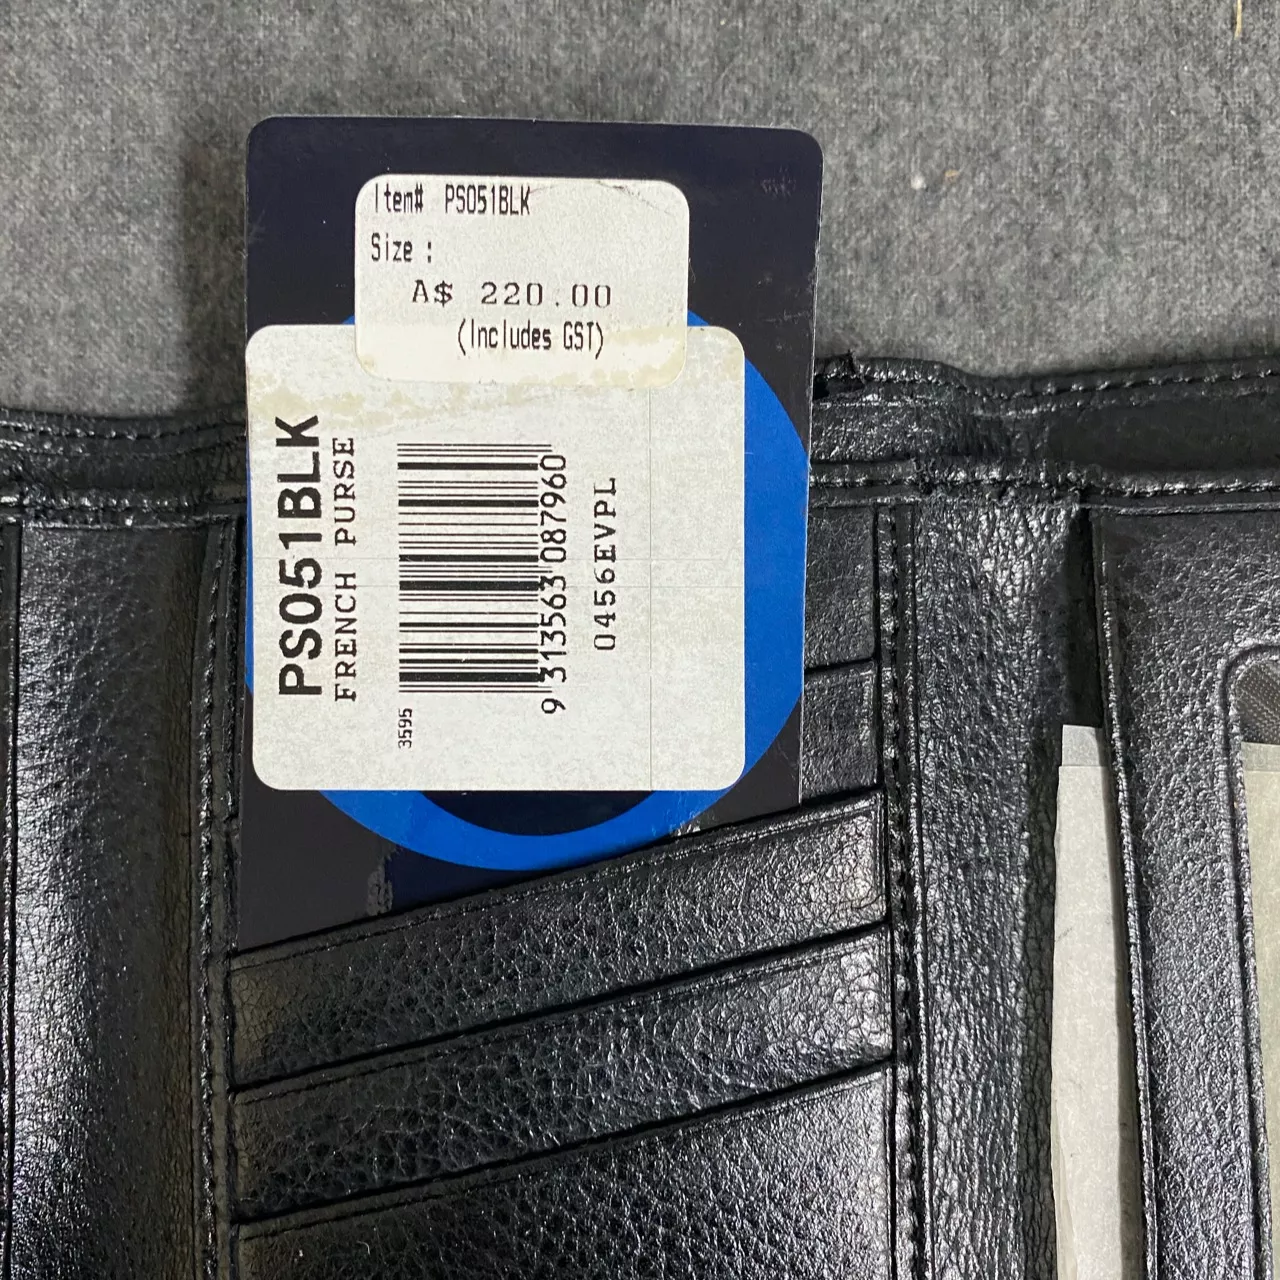 Item# PS051BLK
Size :
A$ 220.00
(Includes GST)
PS051BLK
FRENCH PURSE
3595
9 313563 087960
0456EVPL